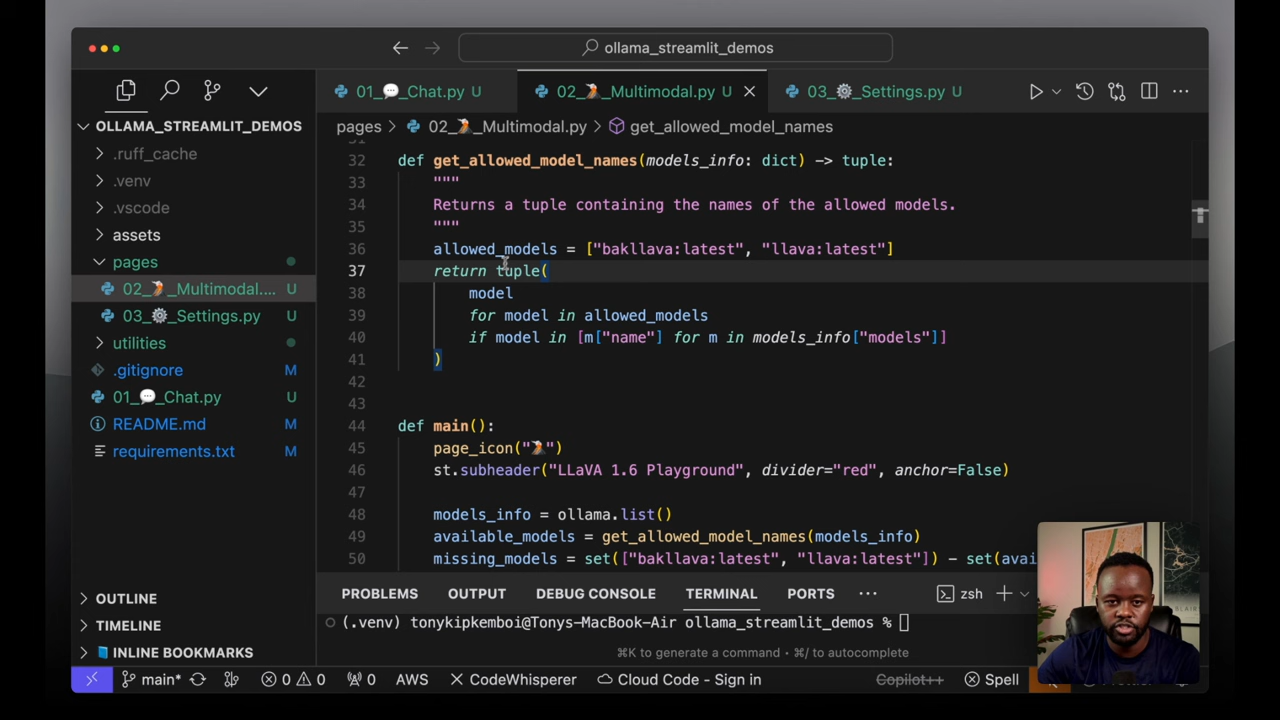 ollama_streamlit_demos
01_💬_Chat.py U
02_🦜_Multimodal.py U
03_⚙️_Settings.py U
OLLAMA_STREAMLIT_DEMOS
.ruff_cache
.venv
.vscode
assets
pages
02_🦜_Multimodal.... U
03_⚙️_Settings.py U
utilities
.gitignore M
01_💬_Chat.py U
README.md M
requirements.txt M
OUTLINE
TIMELINE
INLINE BOOKMARKS
pages > 02_🦜_Multimodal.py > get_allowed_model_names
32 def get_allowed_model_names(models_info: dict) -> tuple:
33 """
34 Returns a tuple containing the names of the allowed models.
35 """
36 allowed_models = ["bakllava:latest", "llava:latest"]
37 return tuple(
38 model
39 for model in allowed_models
40 if model in [m["name"] for m in models_info["models"]]
41 )
42
43
44 def main():
45 page_icon("🦜")
46 st.subheader("LLaVA 1.6 Playground", divider="red", anchor=False)
47
48 models_info = ollama.list()
49 available_models = get_allowed_model_names(models_info)
50 missing_models = set(["bakllava:latest", "llava:latest"]) - set(avai
PROBLEMS OUTPUT DEBUG CONSOLE TERMINAL PORTS ··· zsh
(.venv) tonykipkemboi@Tonys-MacBook-Air ollama_streamlit_demos %
⌘K to generate a command · ⌘/ to autocomplete
main* 0 0 0 AWS CodeWhisperer Cloud Code - Sign in Copilot++ Spell